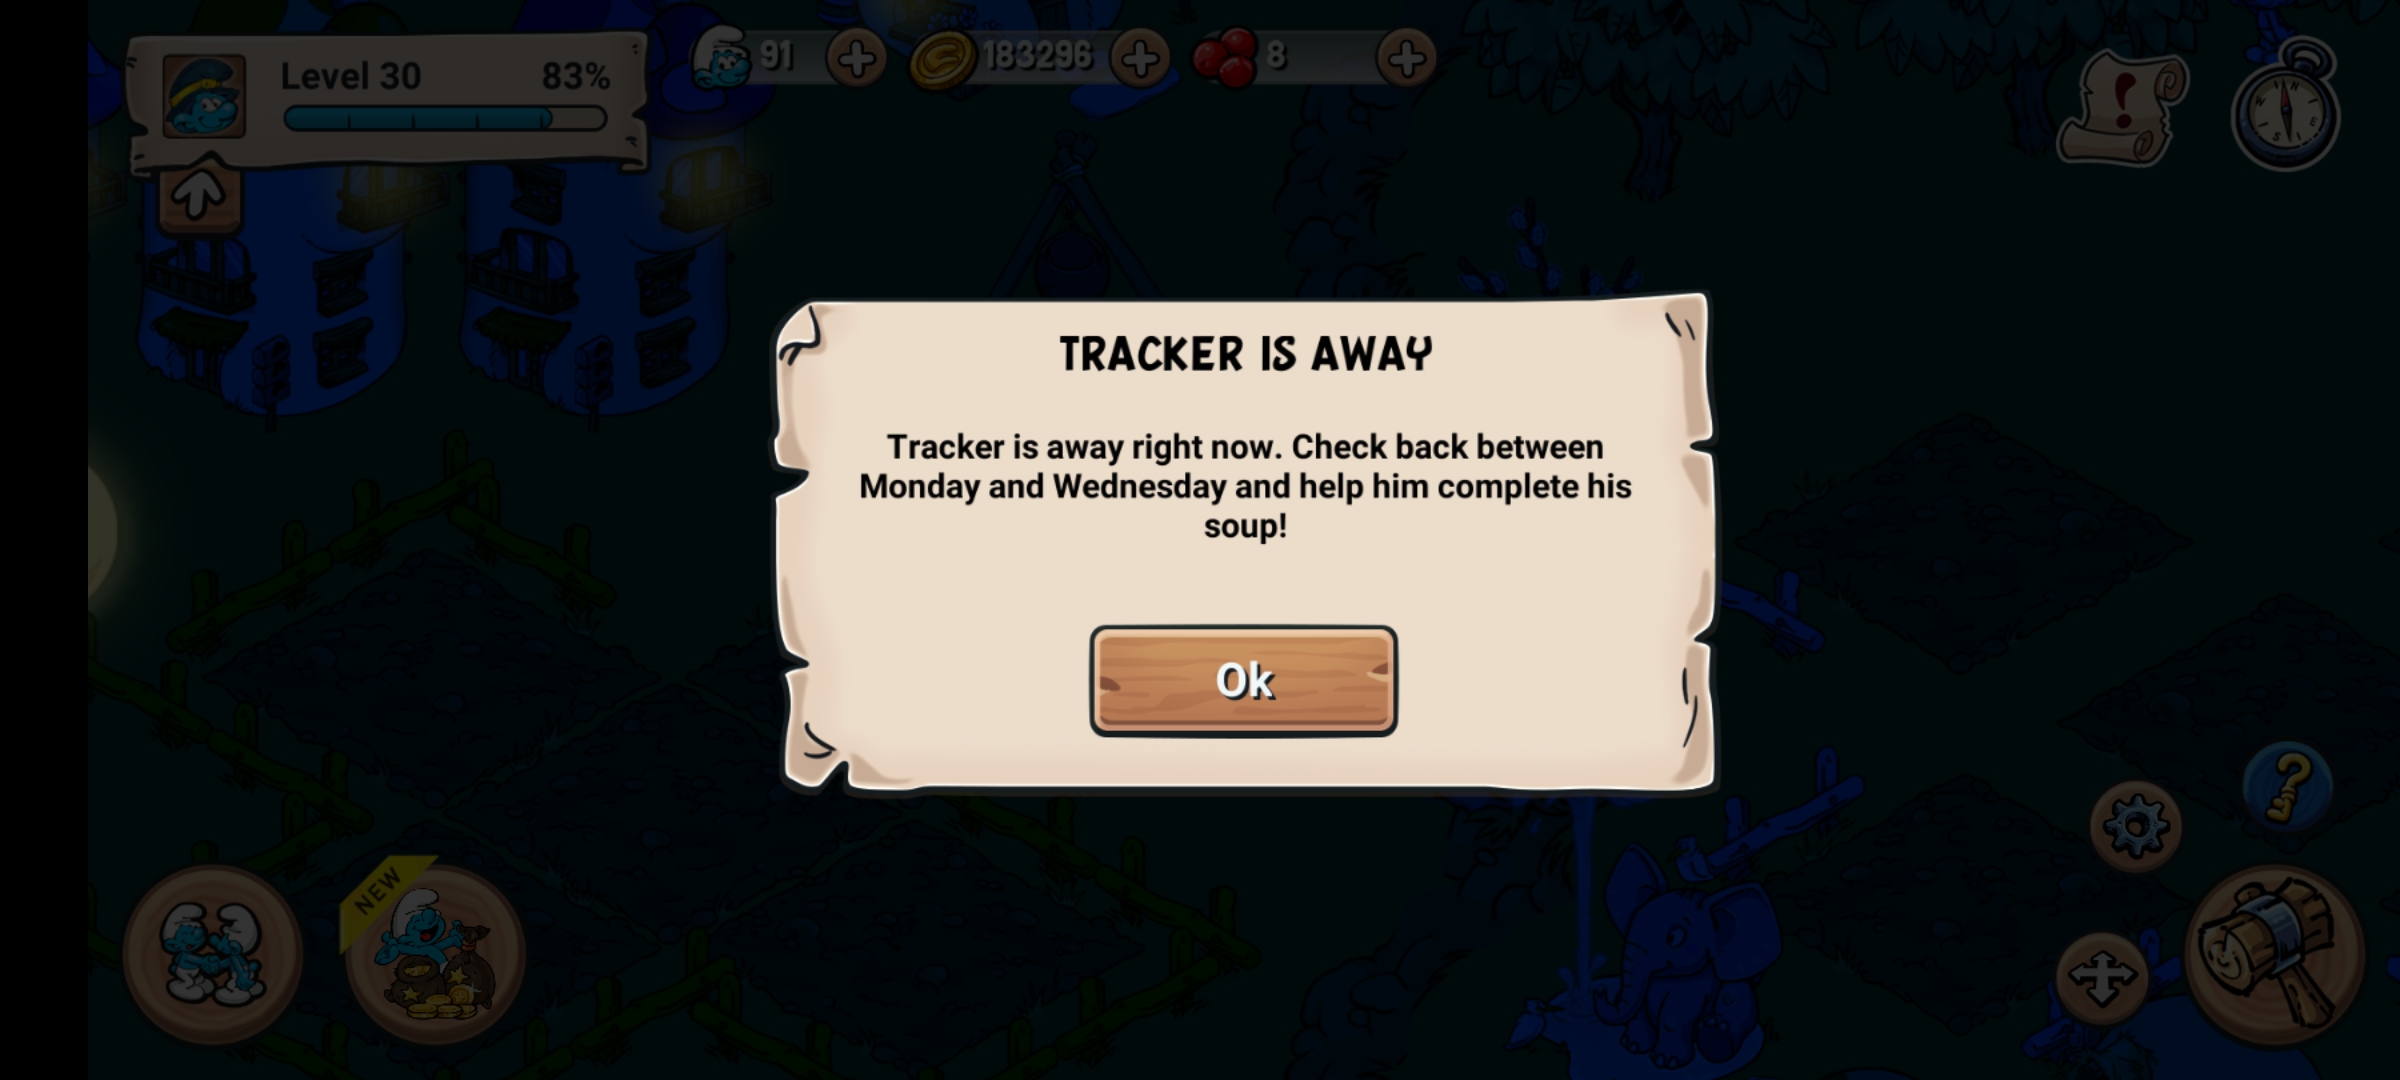 Level 30 83%
91
183296
8
TRACKER IS AWAY
Tracker is away right now. Check back between
Monday and Wednesday and help him complete his
soup!
Ok
NEW